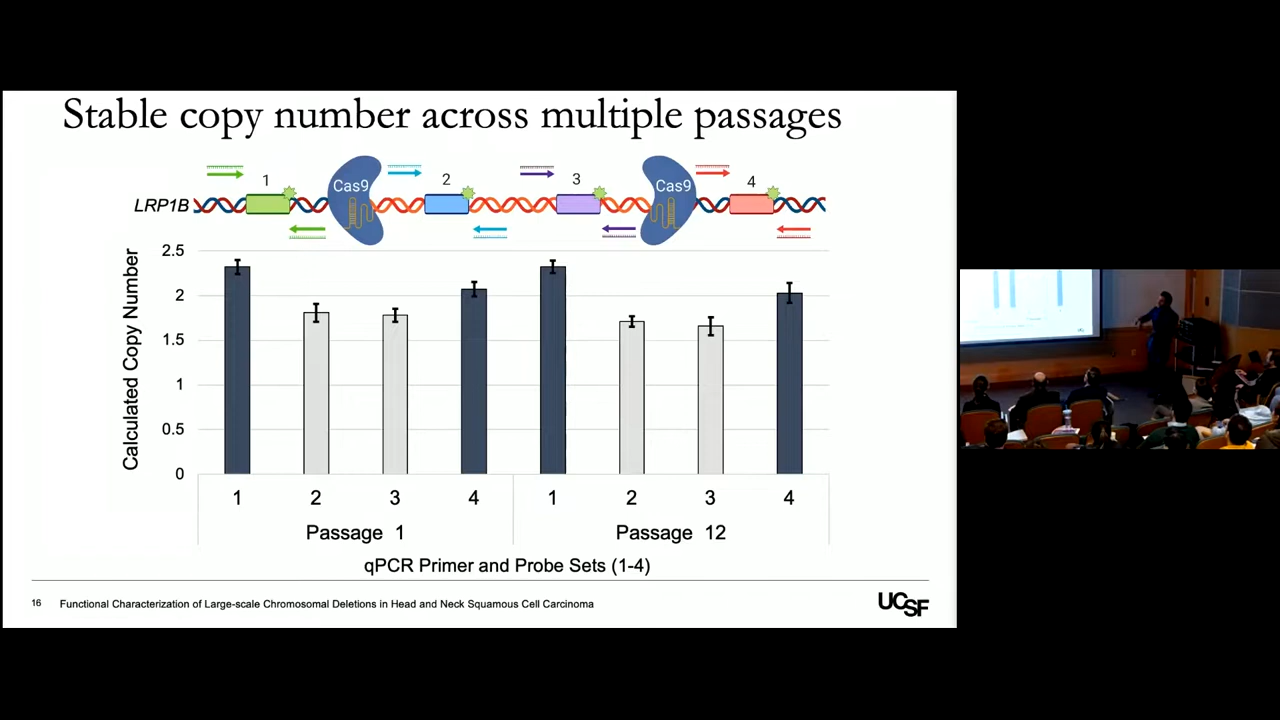 Stable copy number across multiple passages
1
Cas9
2
3
Cas9
4
LRP1B
Calculated Copy Number
2.5
2
1.5
1
0.5
0
1 2 3 4 1 2 3 4
Passage 1 Passage 12
qPCR Primer and Probe Sets (1-4)
16 Functional Characterization of Large-scale Chromosomal Deletions in Head and Neck Squamous Cell Carcinoma
UCSF